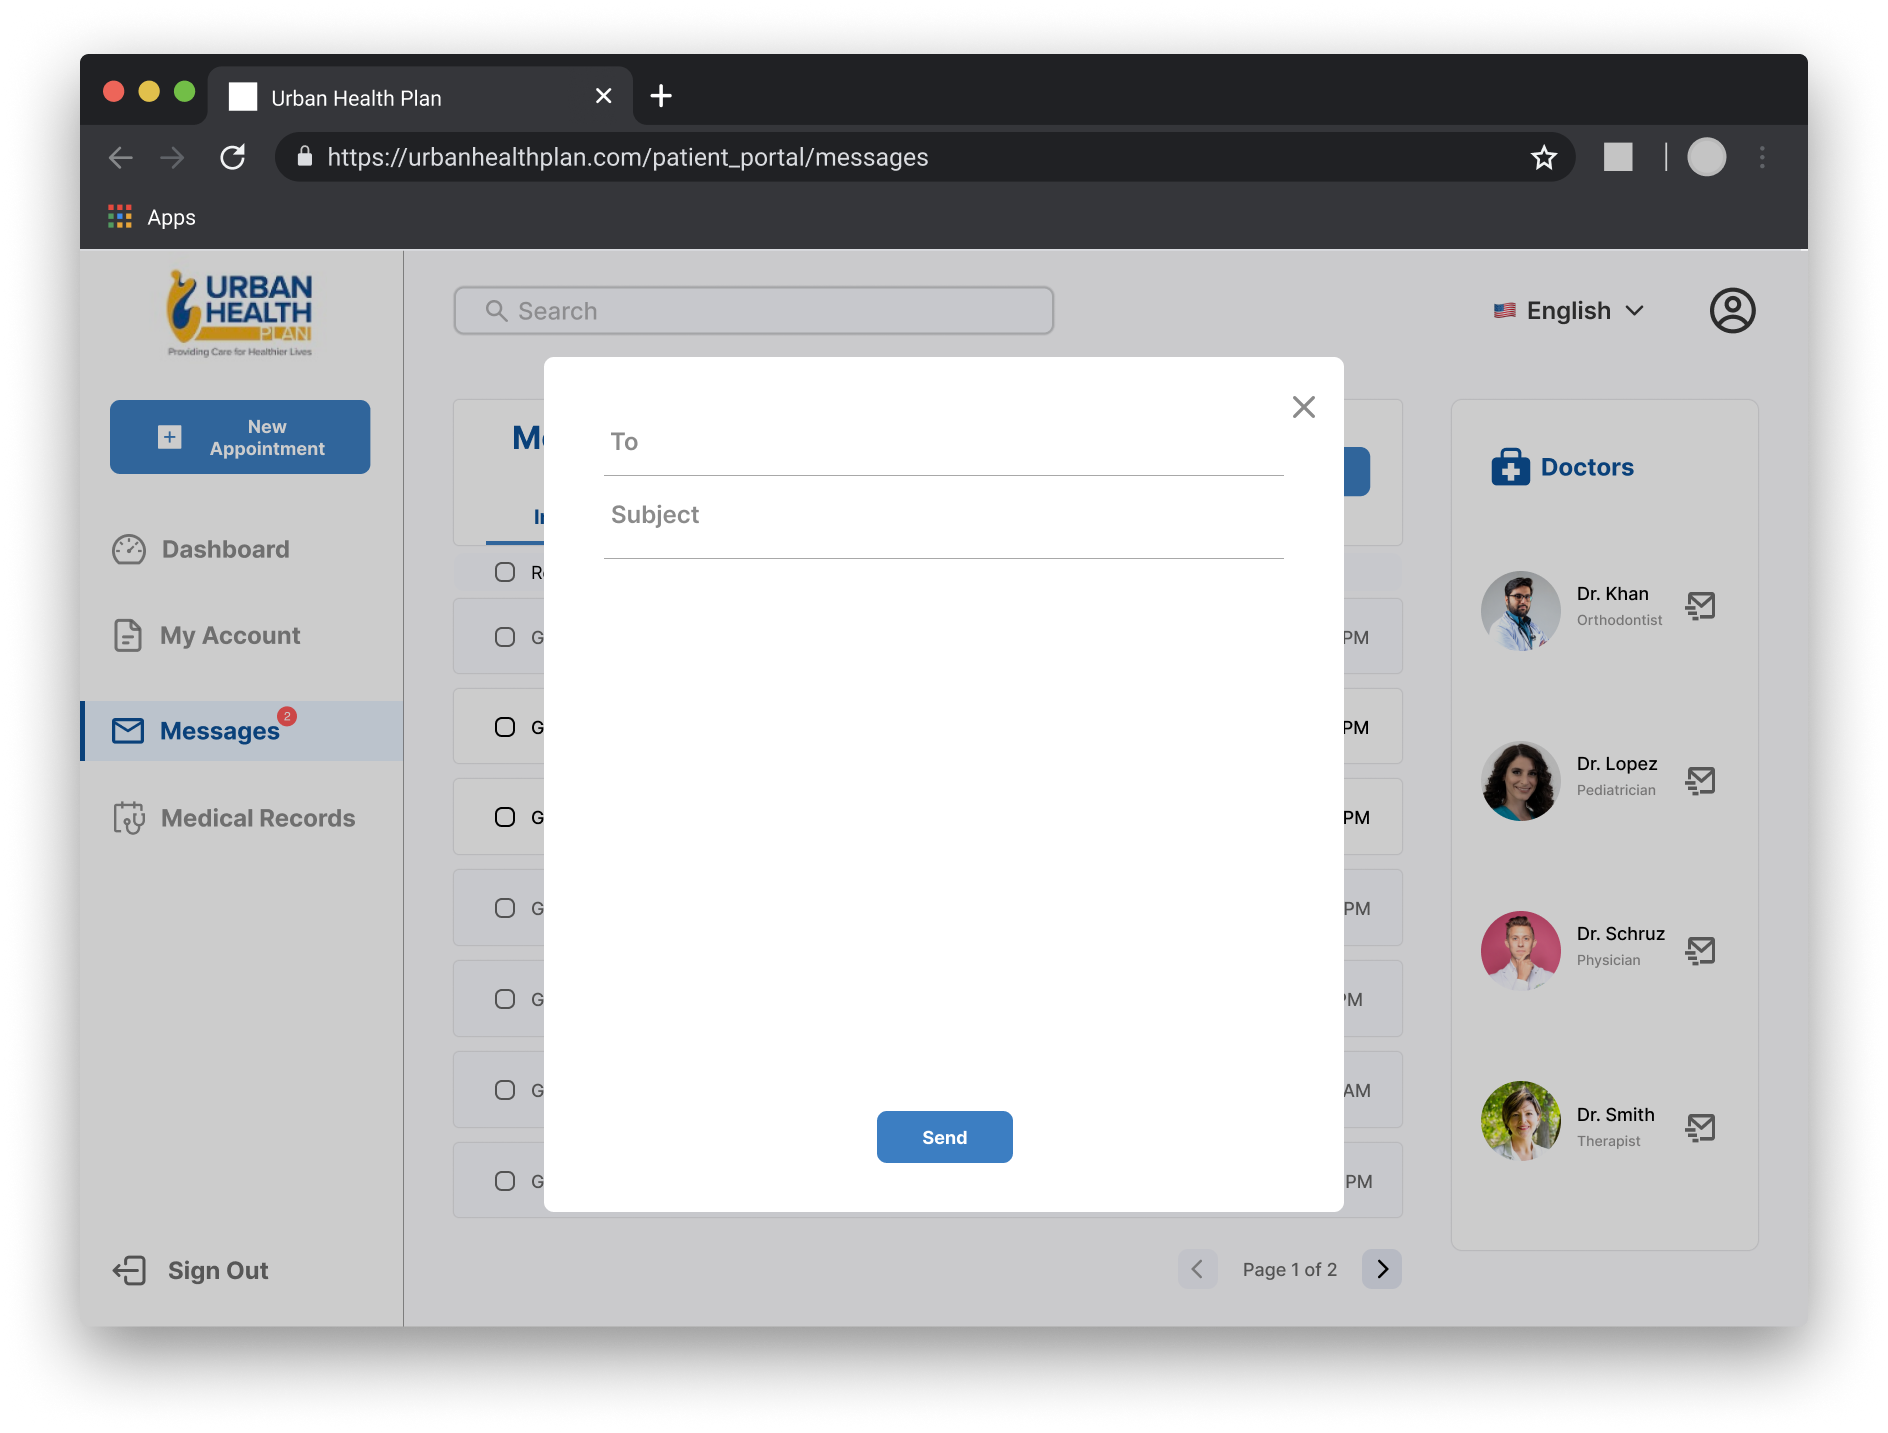 Urban Health Plan
https://urbanhealthplan.com/patient_portal/messages
Apps
URBAN
HEALTH
PLAN
Providing Care for Healthier Lives
Search
English
New
Appointment
Dashboard
My Account
Messages
2
Medical Records
Sign Out
To
Subject
Send
PM
PM
PM
PM
PM
AM
PM
Page 1 of 2
Doctors
Dr. Khan
Orthodontist
Dr. Lopez
Pediatrician
Dr. Schruz
Physician
Dr. Smith
Therapist